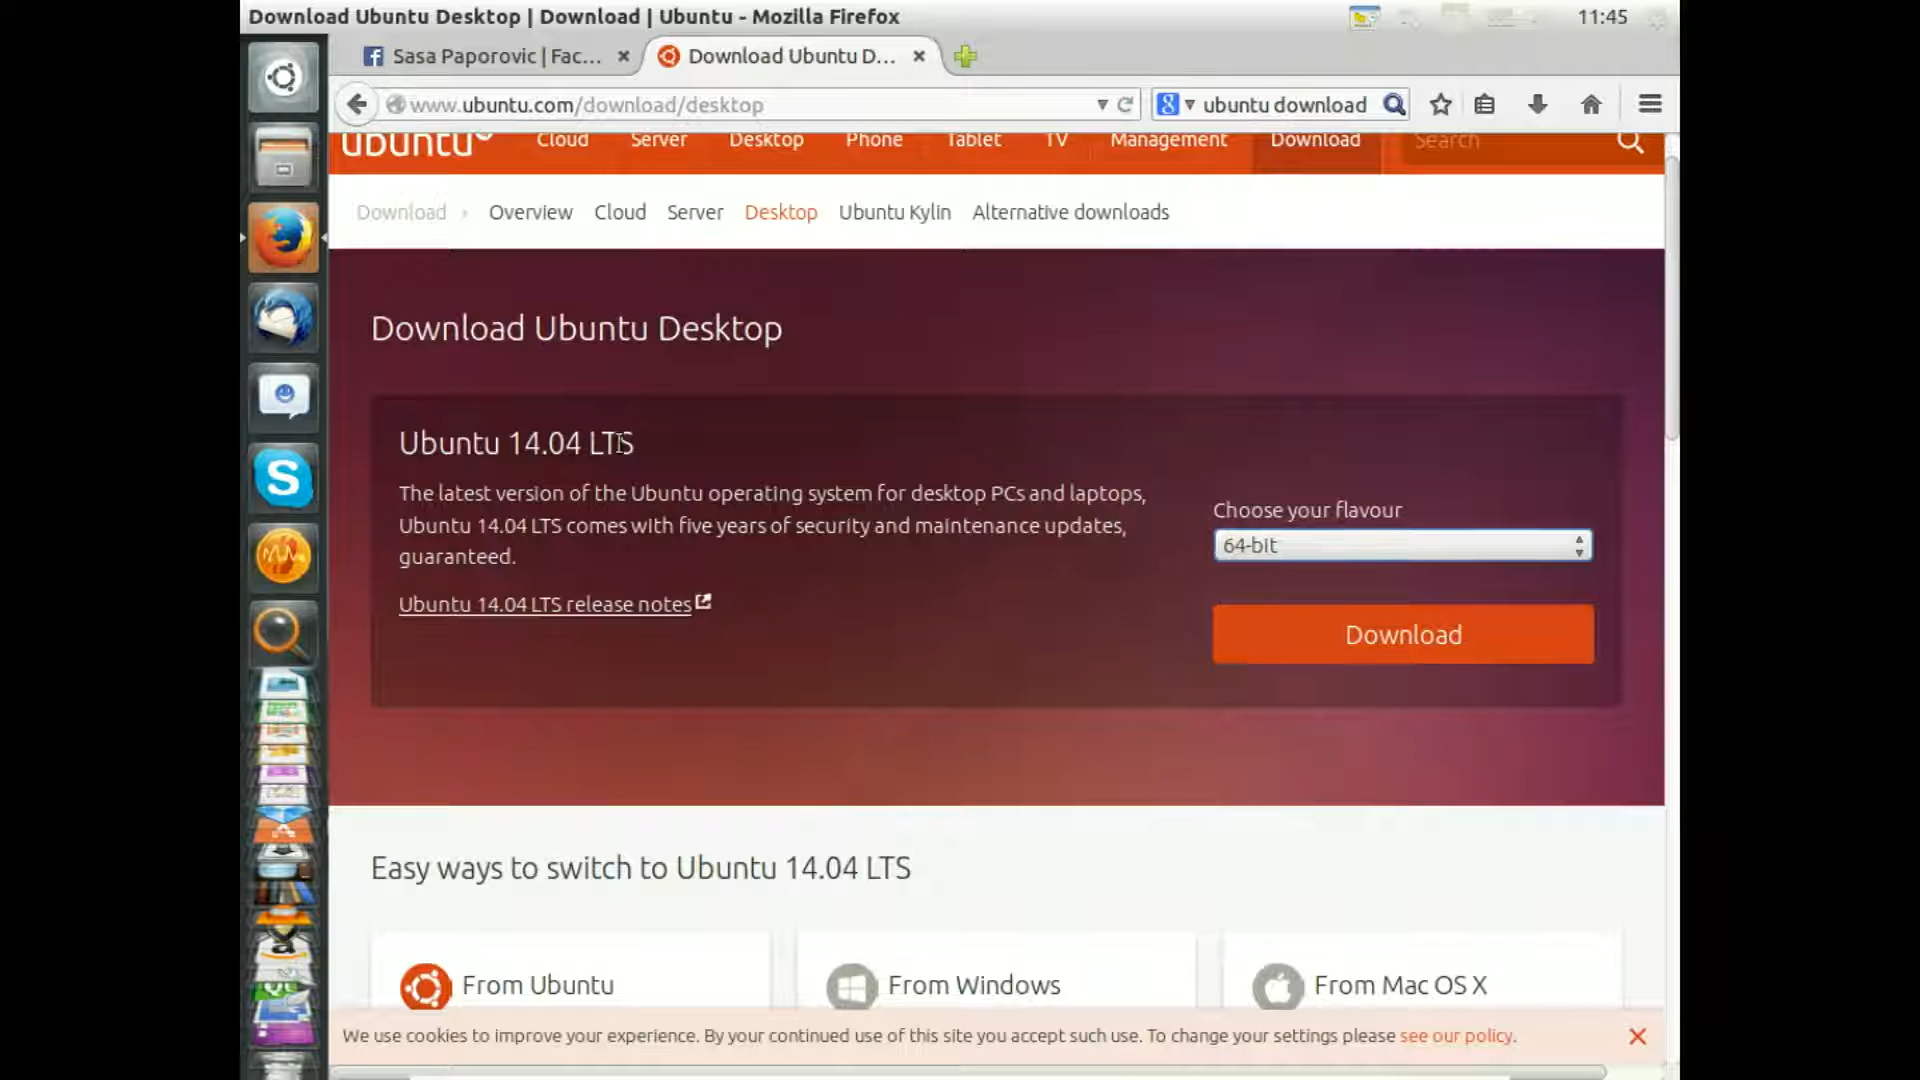 Download Ubuntu Desktop | Download | Ubuntu - Mozilla Firefox
11:45
Sasa Paporovic | Fac...
Download Ubuntu D...
www.ubuntu.com/download/desktop
ubuntu download
ubuntu
Cloud
Server
Desktop
Phone
Tablet
TV
Management
Download
Search
Download
Overview
Cloud
Server
Desktop
Ubuntu Kylin
Alternative downloads
Download Ubuntu Desktop
Ubuntu 14.04 LTS
The latest version of the Ubuntu operating system for desktop PCs and laptops,
Ubuntu 14.04 LTS comes with five years of security and maintenance updates,
guaranteed.
Ubuntu 14.04 LTS release notes
Choose your flavour
64-bit
Download
Easy ways to switch to Ubuntu 14.04 LTS
From Ubuntu
From Windows
From Mac OS X
We use cookies to improve your experience. By your continued use of this site you accept such use. To change your settings please see our policy.